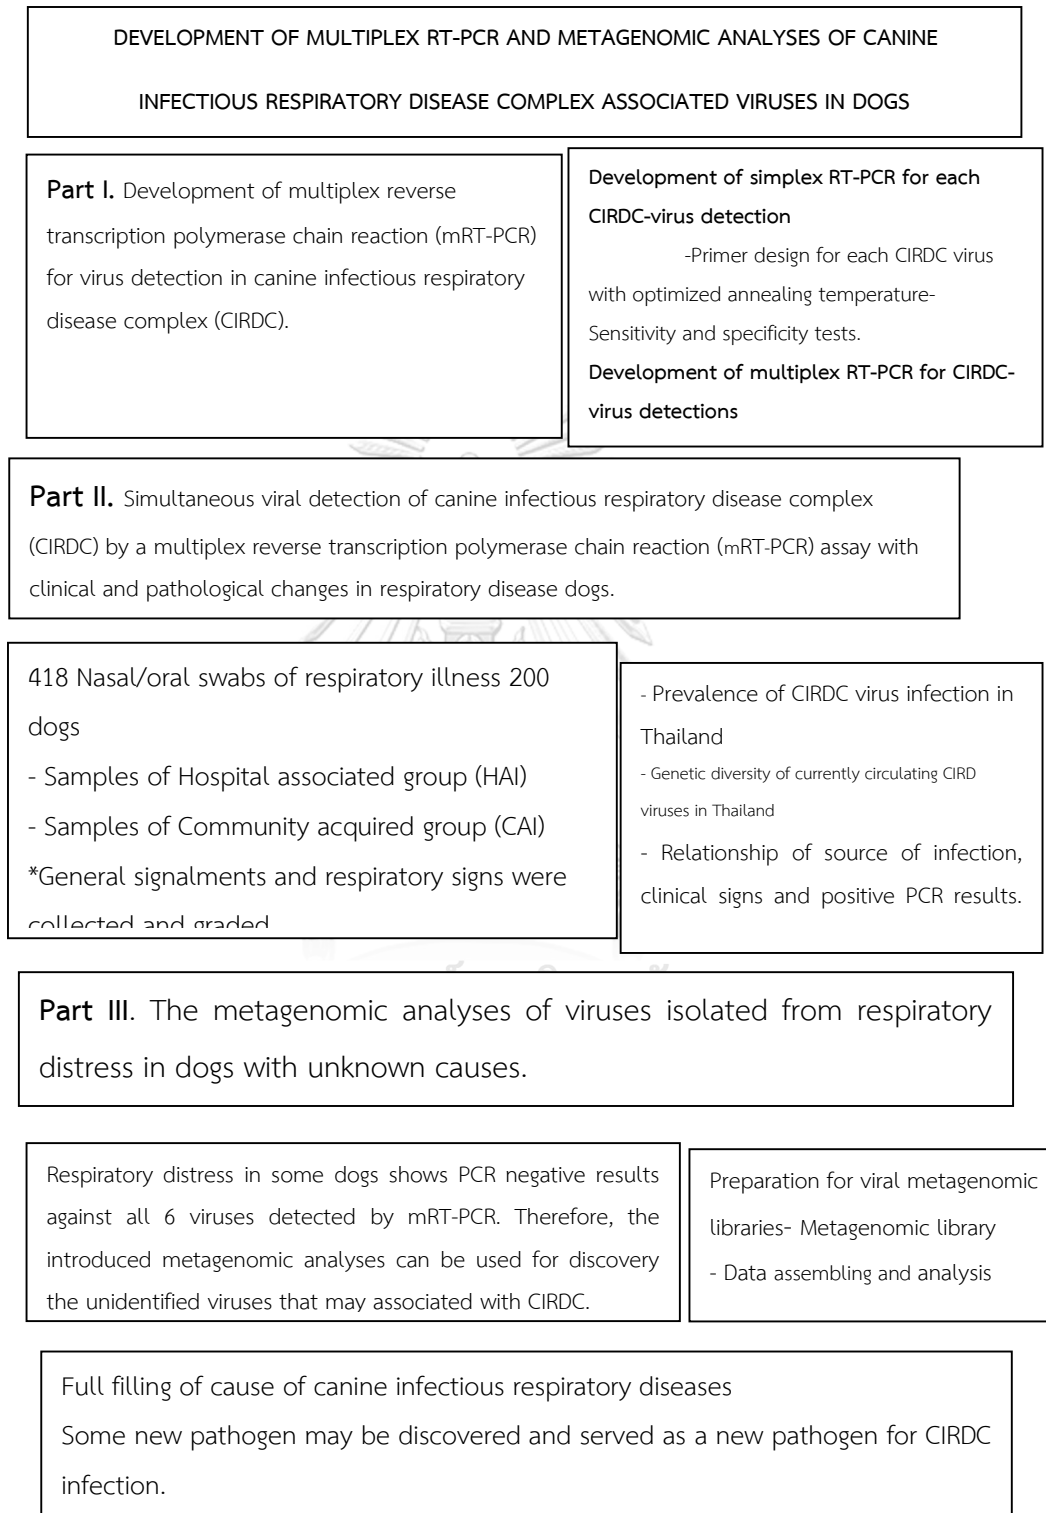 DEVELOPMENT OF MULTIPLEX RT-PCR AND METAGENOMIC ANALYSES OF CANINE
INFECTIOUS RESPIRATORY DISEASE COMPLEX ASSOCIATED VIRUSES IN DOGS
Part I. Development of multiplex reverse
transcription polymerase chain reaction (mRT-PCR)
for virus detection in canine infectious respiratory
disease complex (CIRDC).
Development of simplex RT-PCR for each
CIRDC-virus detection
-Primer design for each CIRDC virus
with optimized annealing temperature-
Sensitivity and specificity tests.
Development of multiplex RT-PCR for CIRDC-
virus detections
Part II. Simultaneous viral detection of canine infectious respiratory disease complex
(CIRDC) by a multiplex reverse transcription polymerase chain reaction (mRT-PCR) assay with
clinical and pathological changes in respiratory disease dogs.
418 Nasal/oral swabs of respiratory illness 200
dogs
- Samples of Hospital associated group (HAI)
- Samples of Community acquired group (CAI)
*General signalments and respiratory signs were
collected and graded
- Prevalence of CIRDC virus infection in
Thailand
- Genetic diversity of currently circulating CIRD
viruses in Thailand
- Relationship of source of infection,
clinical signs and positive PCR results.
Part III. The metagenomic analyses of viruses isolated from respiratory
distress in dogs with unknown causes.
Respiratory distress in some dogs shows PCR negative results
against all 6 viruses detected by mRT-PCR. Therefore, the
introduced metagenomic analyses can be used for discovery
the unidentified viruses that may associated with CIRDC.
Preparation for viral metagenomic
libraries- Metagenomic library
- Data assembling and analysis
Full filling of cause of canine infectious respiratory diseases
Some new pathogen may be discovered and served as a new pathogen for CIRDC
infection.